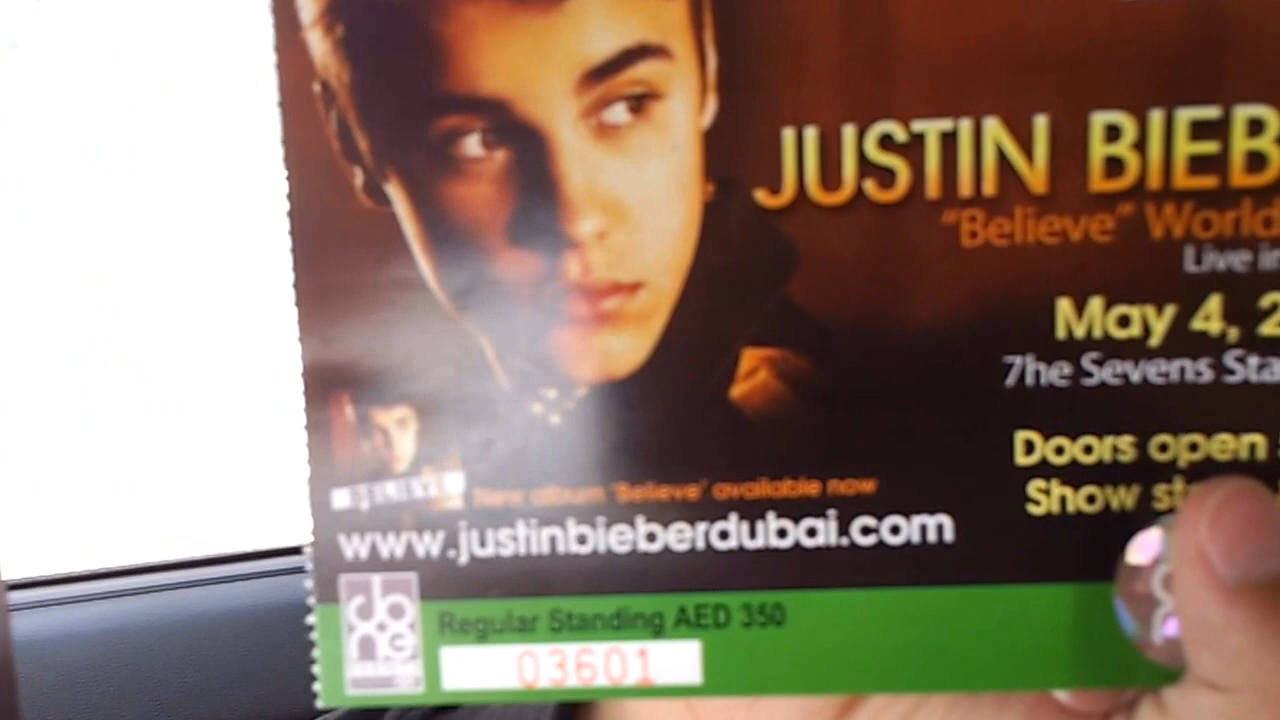 JUSTIN BIEB
"Believe" World
Live in
May 4, 2
7he Sevens Sta
Doors open
Show st
New album 'Believe' available now
www.justinbieberdubai.com
Regular Standing AED 350
03601